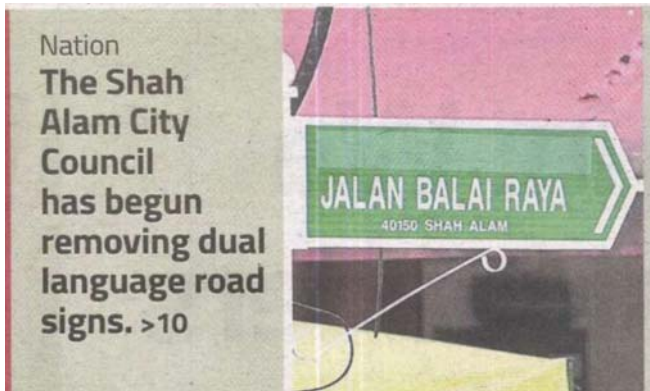 Nation
The Shah
Alam City
Council
has begun
removing dual
language road
signs. >10
JALAN BALAI RAYA
40150 SHAH ALAM